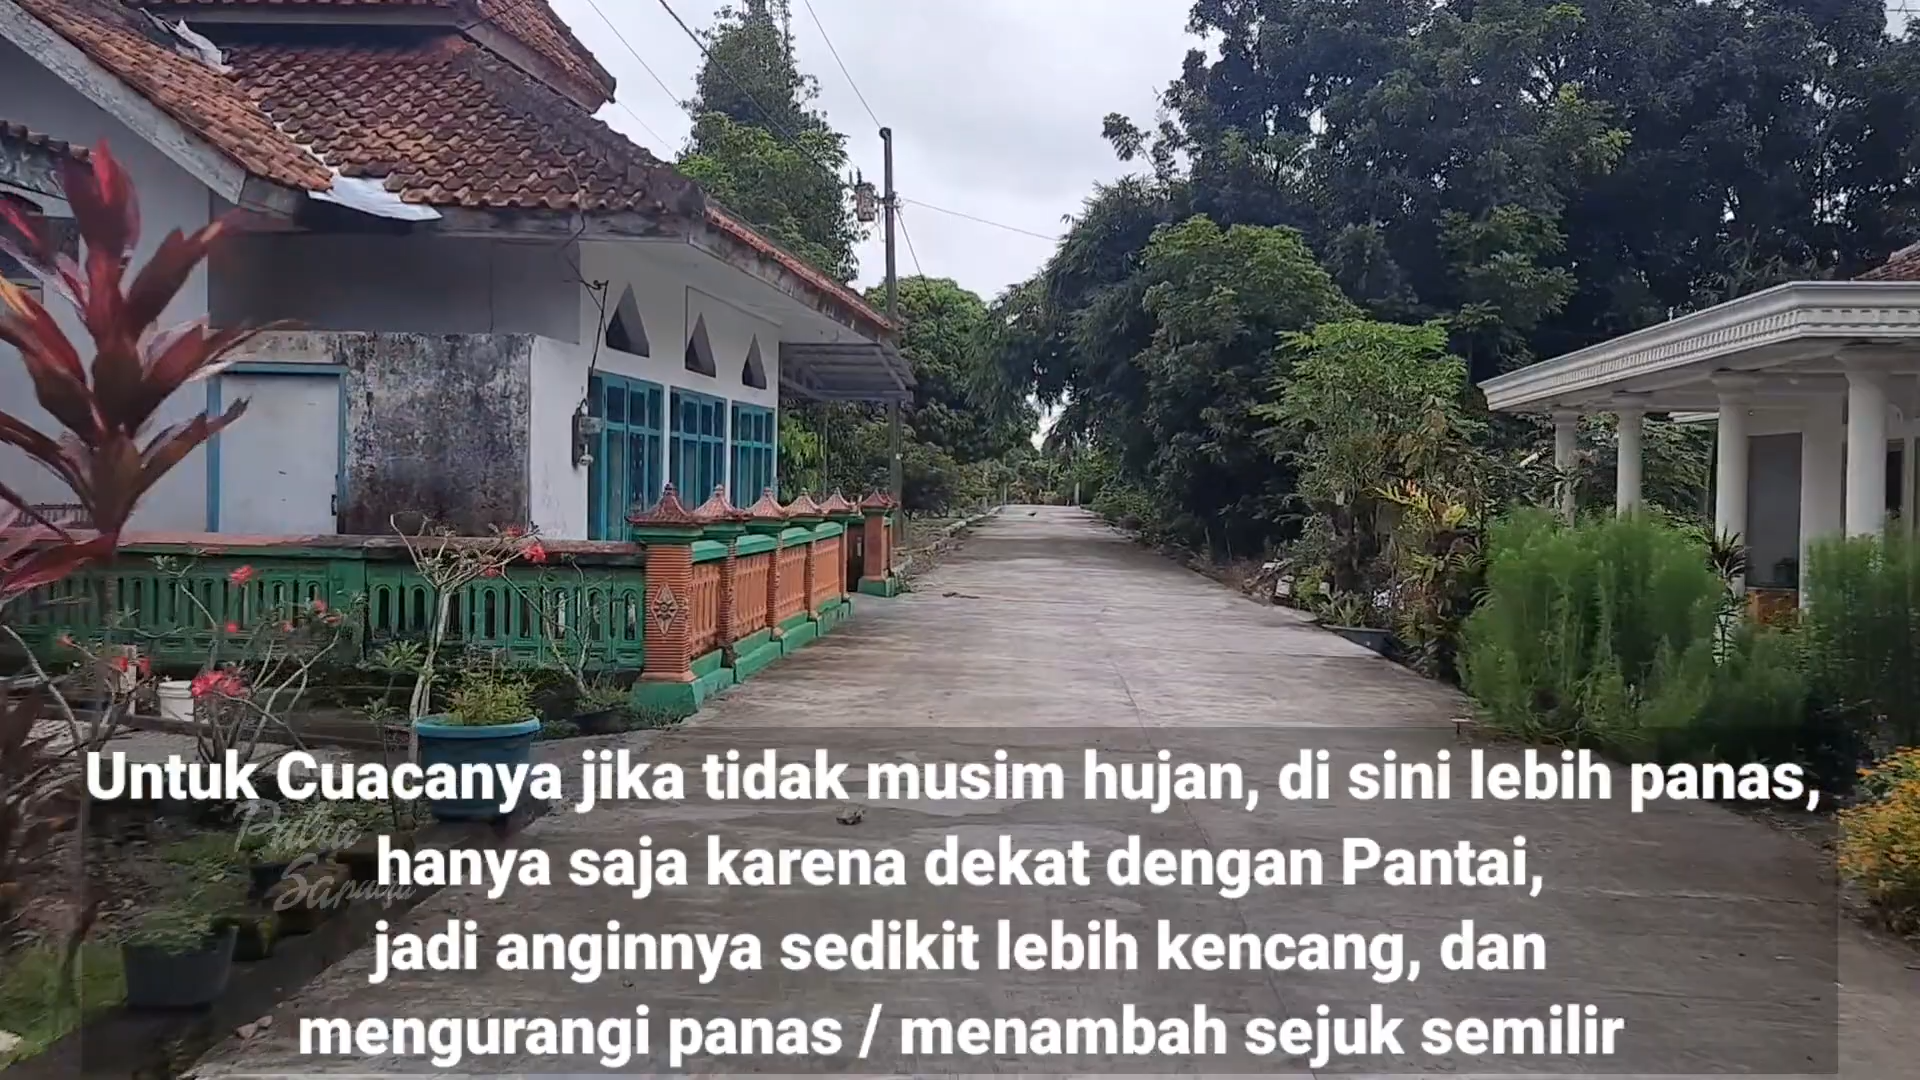 Untuk Cuacanya jika tidak musim hujan, di sini lebih panas,
hanya saja karena dekat dengan Pantai,
jadi anginnya sedikit lebih kencang, dan
mengurangi panas / menambah sejuk semilir
Putra